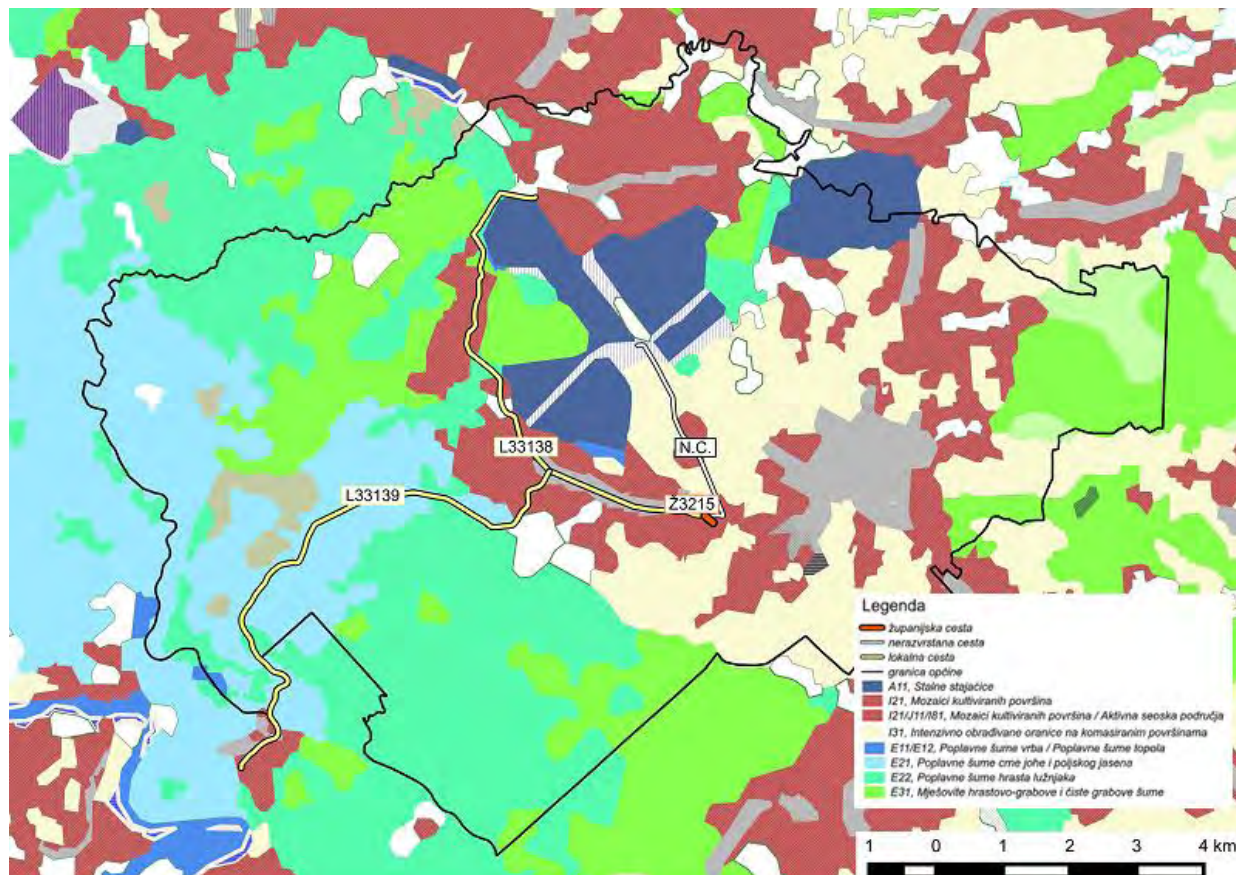 L33138
N.C.
L33139
Ž3215
Legenda
županijska cesta
nerazvrstana cesta
lokalna cesta
granica općine
A11, Stalne stajaćice
I21, Mozaici kultiviranih površina
I21/J11/I81, Mozaici kultiviranih površina / Aktivna seoska područja
I31, Intenzivno obrađivane oranice na komasiranim površinama
E11/E12, Poplavne šume vrba / Poplavne šume topola
E21, Poplavne šume crne johe i poljskog jasena
E22, Poplavne šume hrasta lužnjaka
E31, Mješovite hrastovo-grabove i čiste grabove šume
1 0 1 2 3 4 km